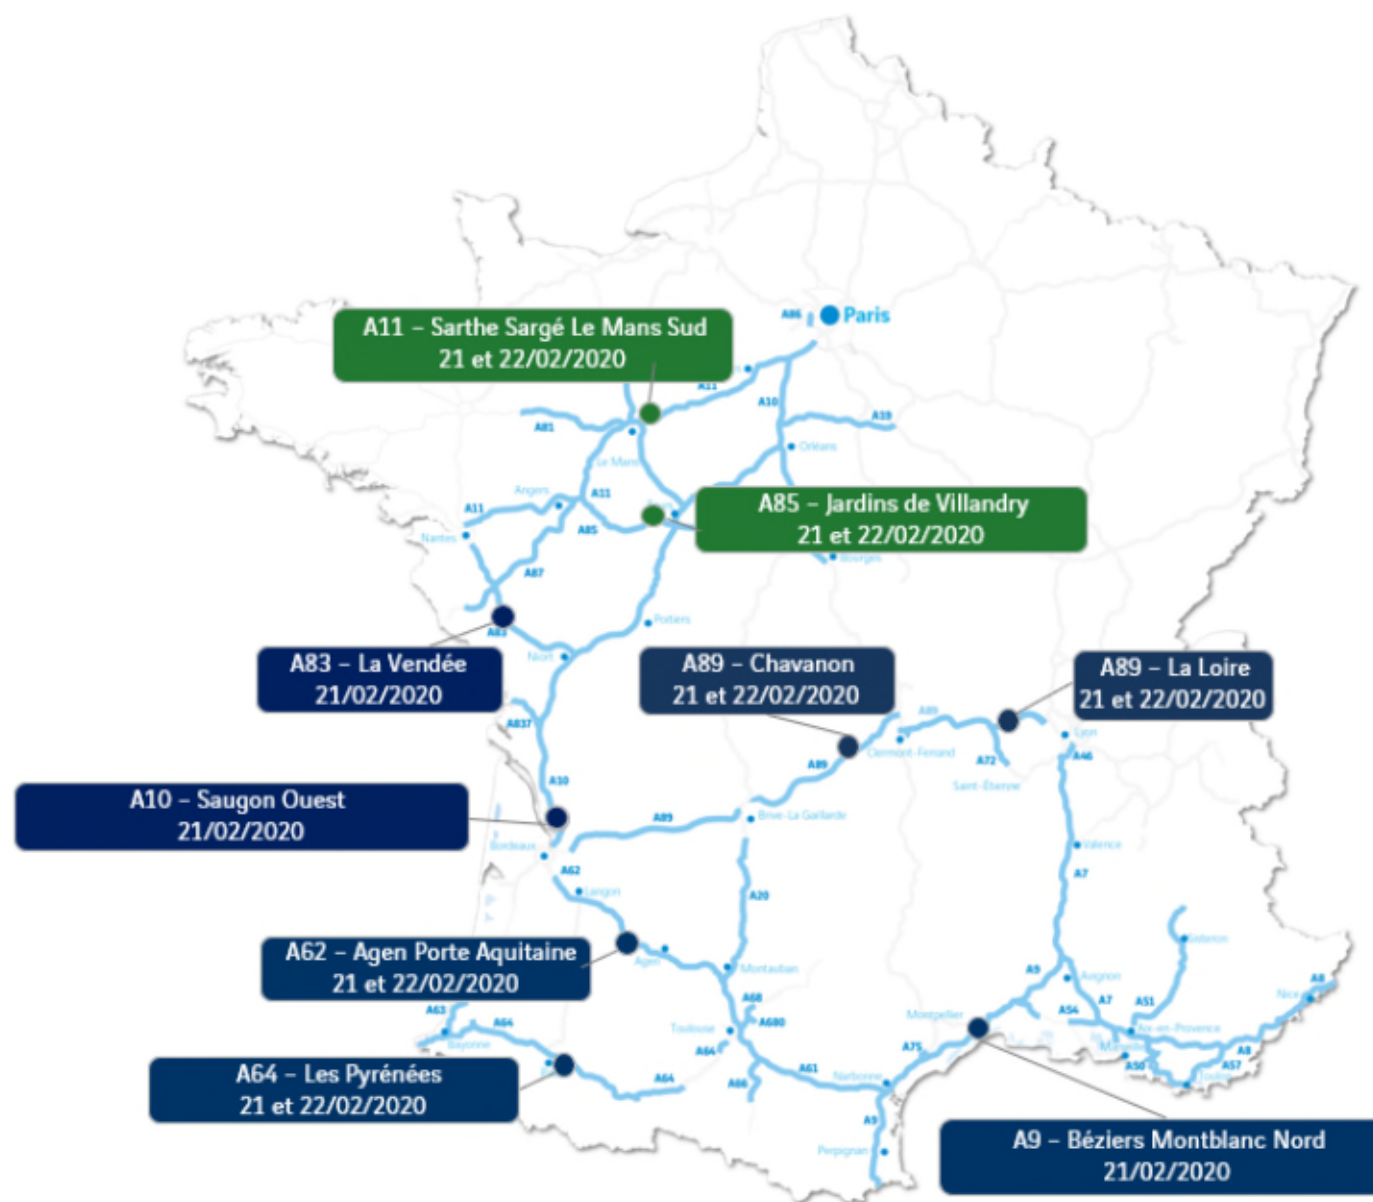 A86
Paris
A11 – Sarthe Sargé Le Mans Sud
21 et 22/02/2020
A11
A10
A19
A81
Orléans
Le Mans
Angers
A11
A11
A85 – Jardins de Villandry
21 et 22/02/2020
A85
Nantes
Bourges
A87
Poitiers
A83
A83 – La Vendée
21/02/2020
Niort
A89 – Chavanon
21 et 22/02/2020
A89 – La Loire
21 et 22/02/2020
A837
A89
Lyon
Clermont-Ferrand
A46
A72
A89
Saint-Étienne
A10
A10 – Saugon Ouest
21/02/2020
Brive-La Gaillarde
A89
Bordeaux
Valence
A62
A7
Langon
A20
A62 – Agen Porte Aquitaine
21 et 22/02/2020
Agen
Sisteron
Montauban
A9
Avignon
A8
Nice
A68
A63
A7
A51
A54
Montpellier
A64
A680
Toulouse
Aix-en-Provence
Bayonne
A64
A75
A8
A50
A57
A61
A64 – Les Pyrénées
21 et 22/02/2020
A64
A66
Narbonne
Toulon
A9
Perpignan
A9 – Béziers Montblanc Nord
21/02/2020